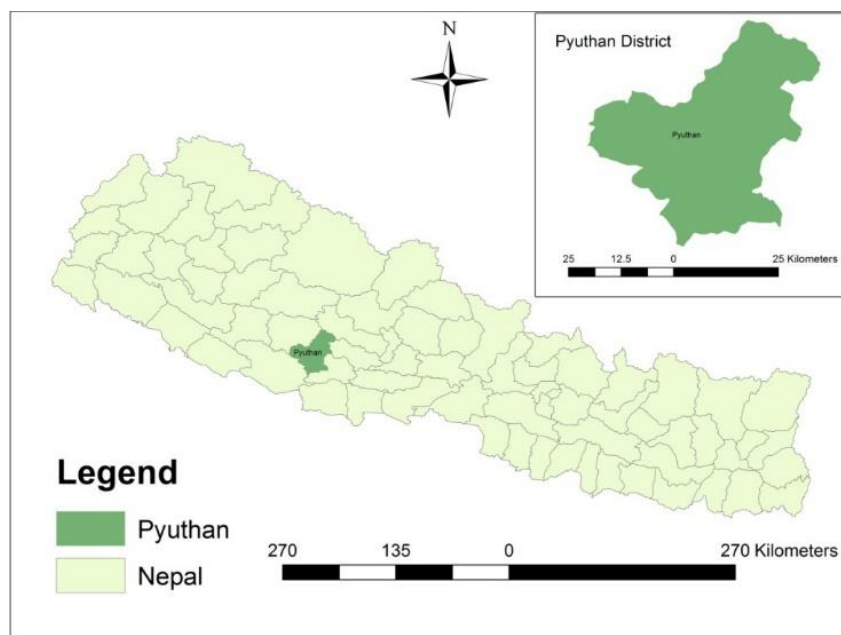 N
Pyuthan District
Pyuthan
25 12.5 0 25 Kilometers
Pyuthan
Legend
Pyuthan
Nepal
270 135 0 270 Kilometers